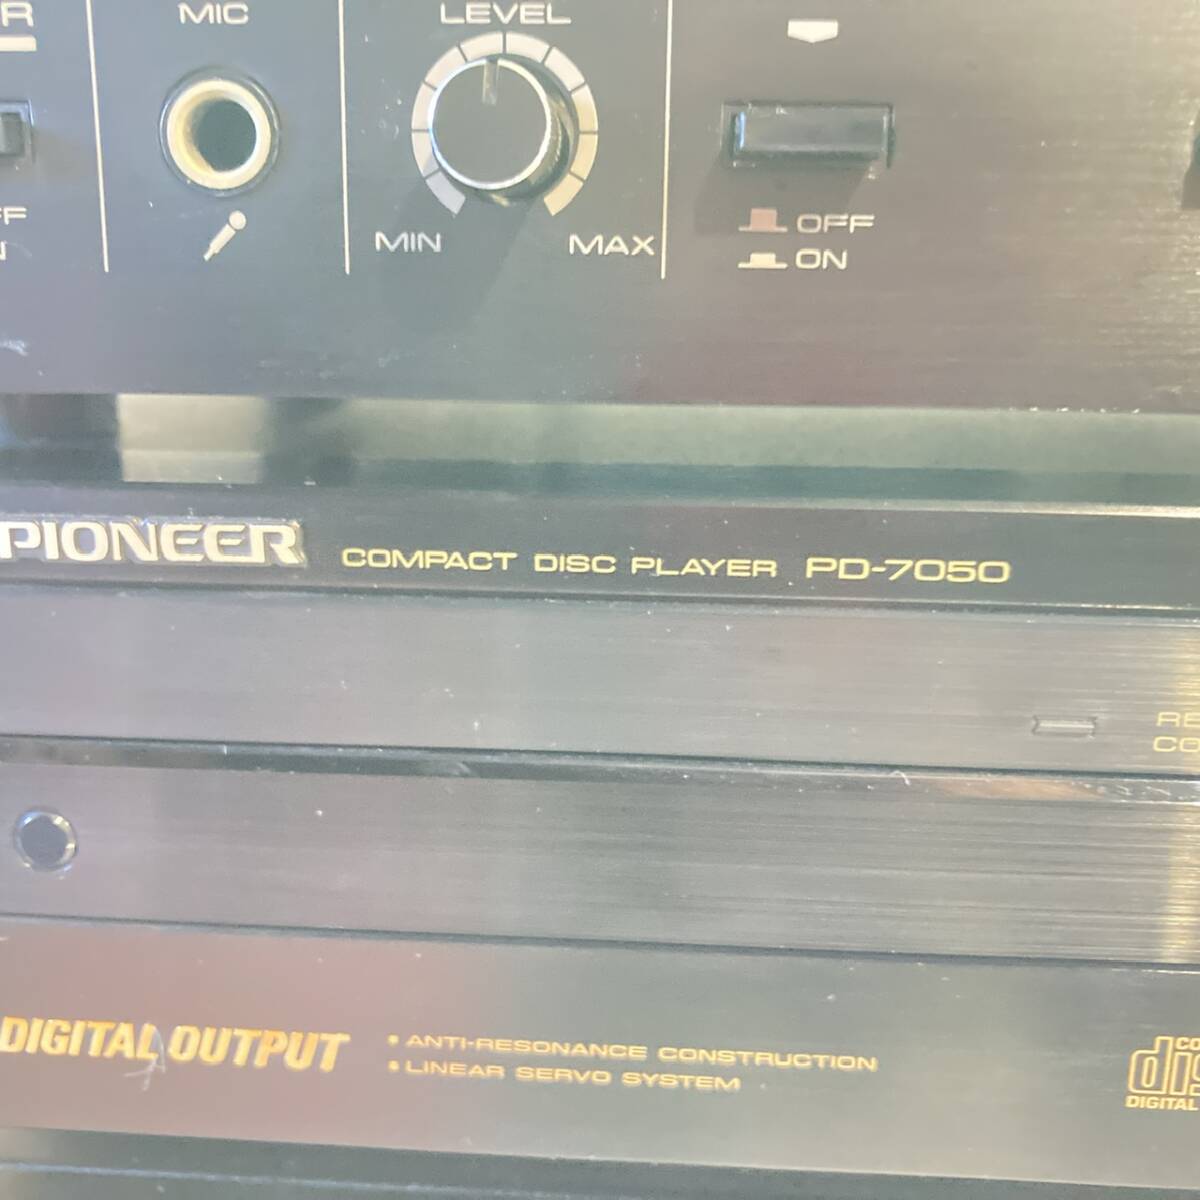 MIC
LEVEL
MIN
MAX
OFF
ON
PIONEER
COMPACT DISC PLAYER PD-7050
DIGITAL OUTPUT
• ANTI-RESONANCE CONSTRUCTION
• LINEAR SERVO SYSTEM
DIGITAL